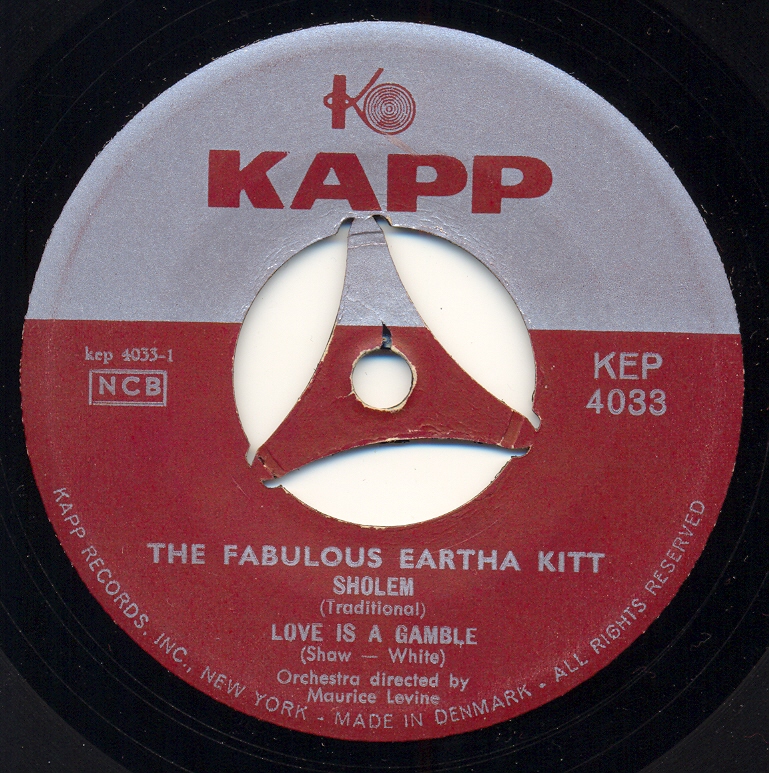 K
KAPP
kep 4033-1
NCB
KEP
4033
THE FABULOUS EARTHA KITT
SHOLEM
(Traditional)
LOVE IS A GAMBLE
(Shaw — White)
Orchestra directed by
Maurice Levine
KAPP RECORDS, INC., NEW YORK - MADE IN DENMARK - ALL RIGHTS RESERVED